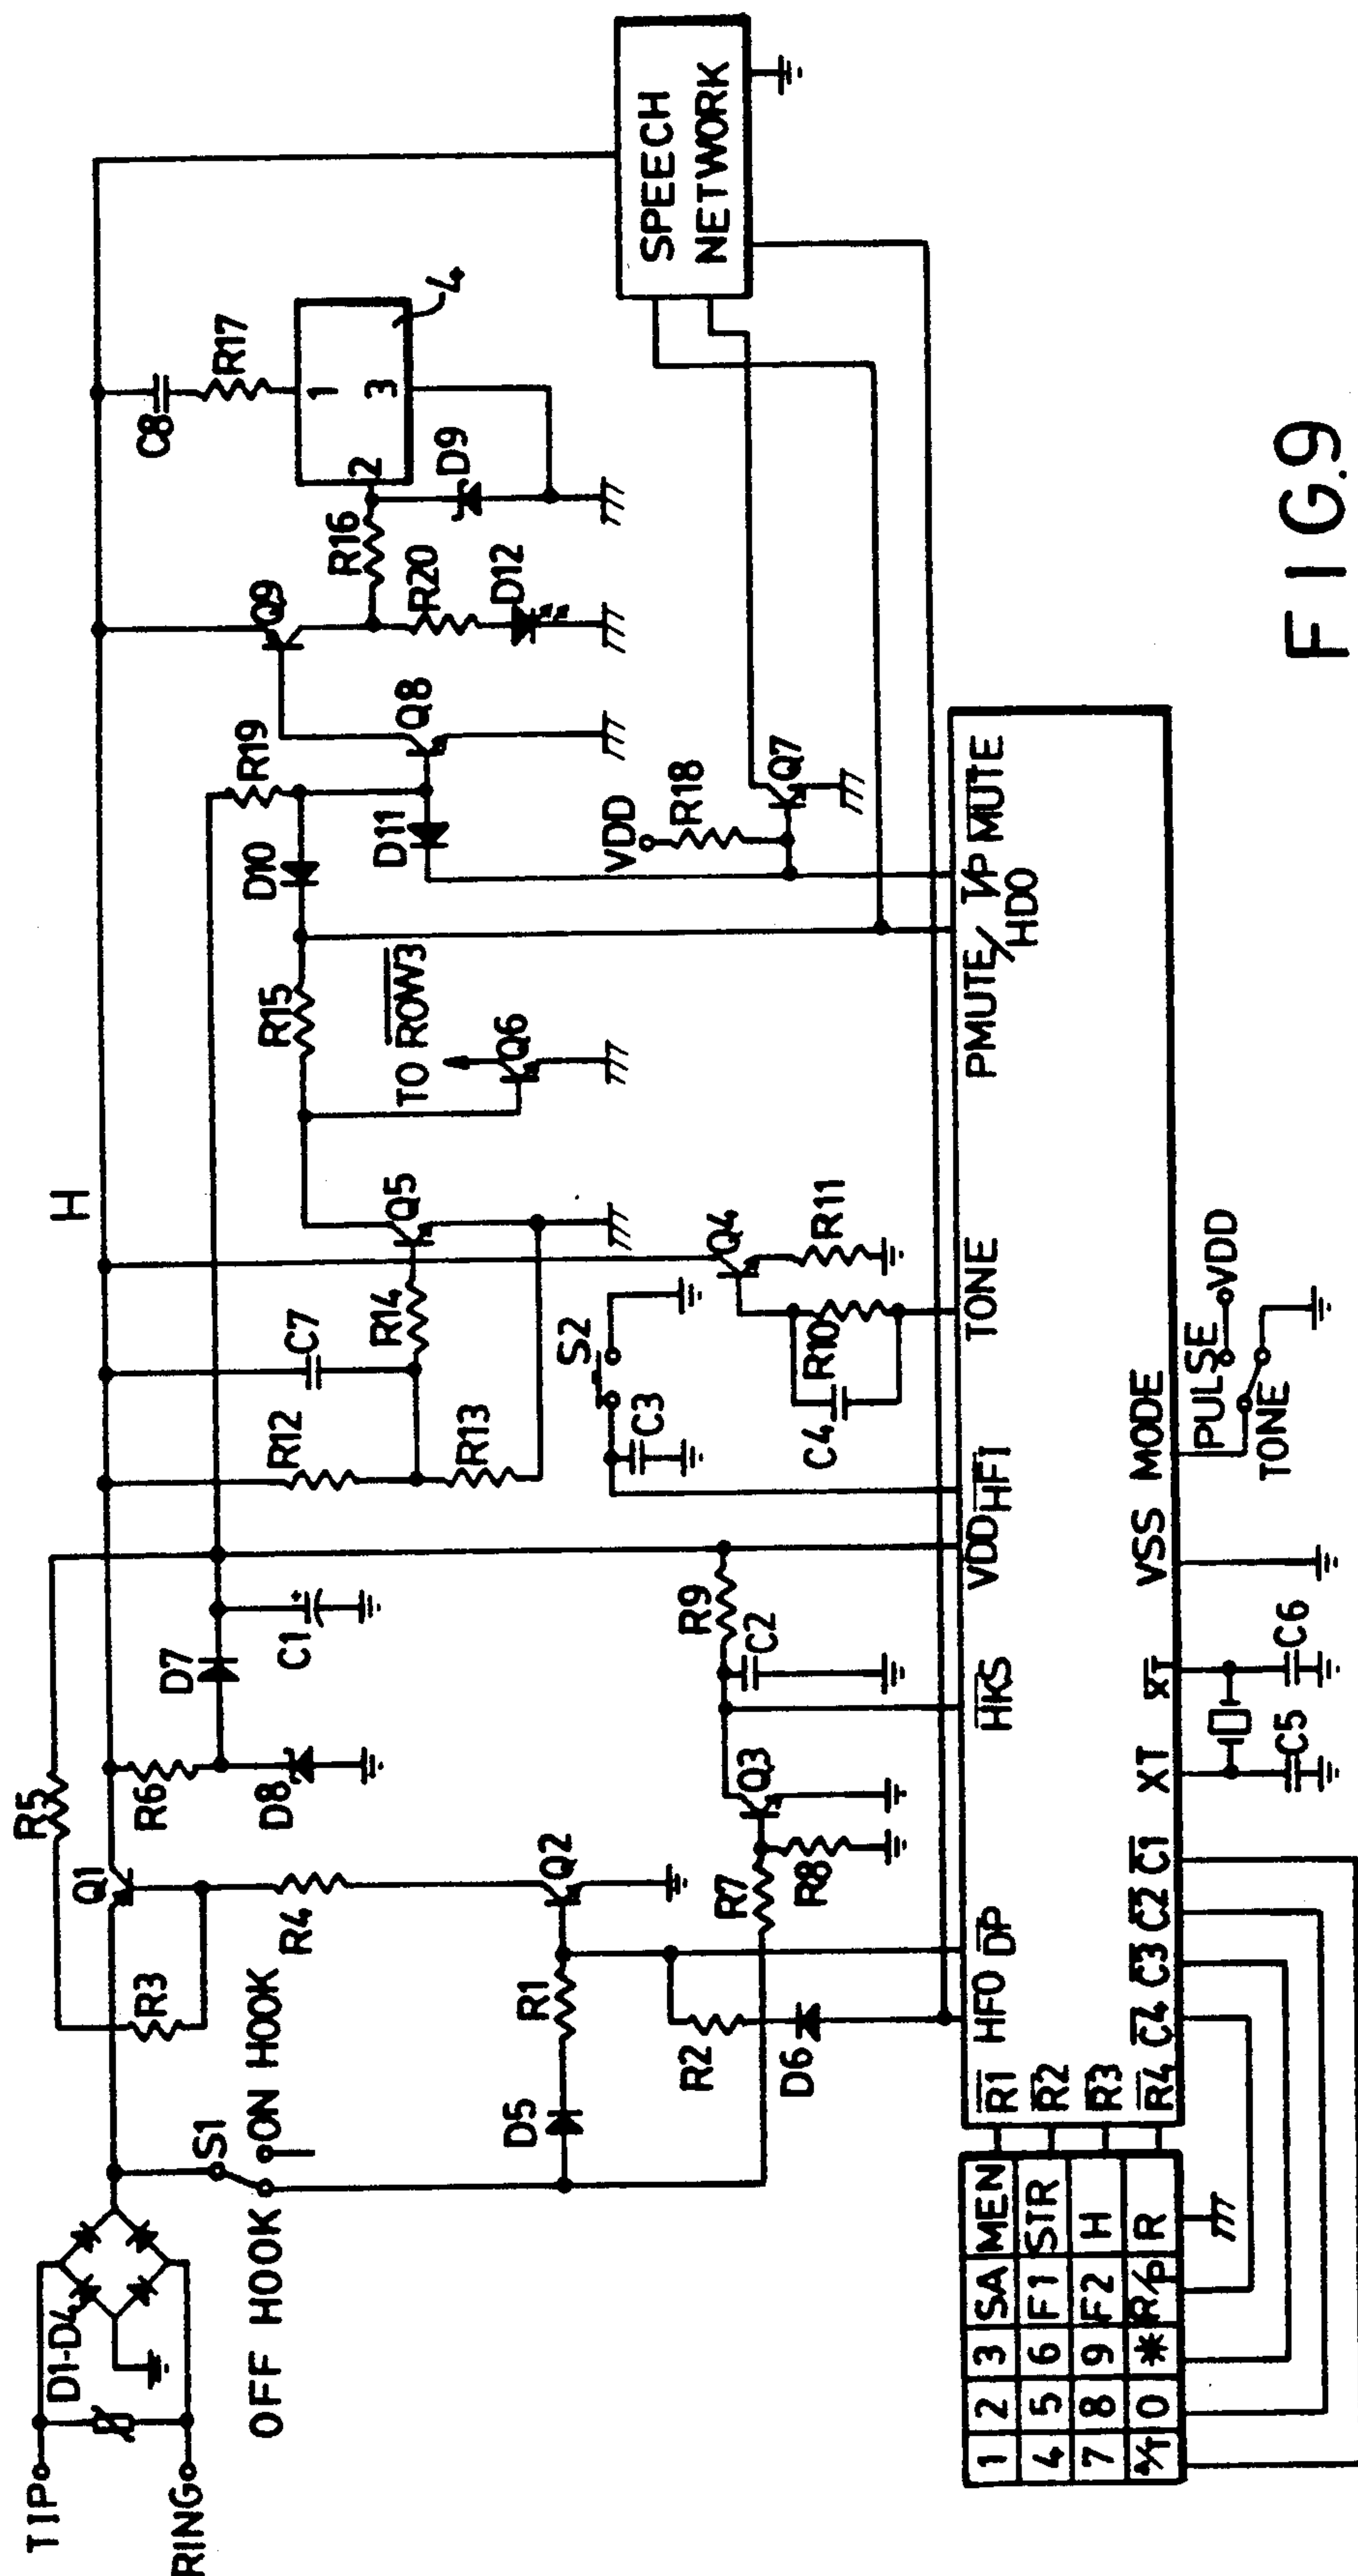 TIP
RING
D1-D4
OFF HOOK
ON HOOK
S1
R3
R5
Q1
R4
R6
D8
D7
C1
H
R12
C7
R14
R13
Q5
R15
TO ROW3
Q6
D10
R19
D11
Q8
Q9
R16
R20
D12
D9
C8
R17
1
2
3
4
SPEECH
NETWORK
D5
R1
Q2
R2
D6
R7
R8
Q3
R9
C2
S2
C3
C4
R10
Q4
R11
VDD
R18
Q7
HFO
DP
HKS
VDD
HFI
TONE
PMUTE/
HDO
T/P MUTE
R1
R2
R3
R4
C4
C3
C2
C1
XT
XT
VSS
MODE
C5
C6
PULSE
VDD
TONE
1 2 3 SA MEN
4 5 6 F1 STR
7 8 9 F2 H
*/T 0 ⁜ R/P R
FIG.9